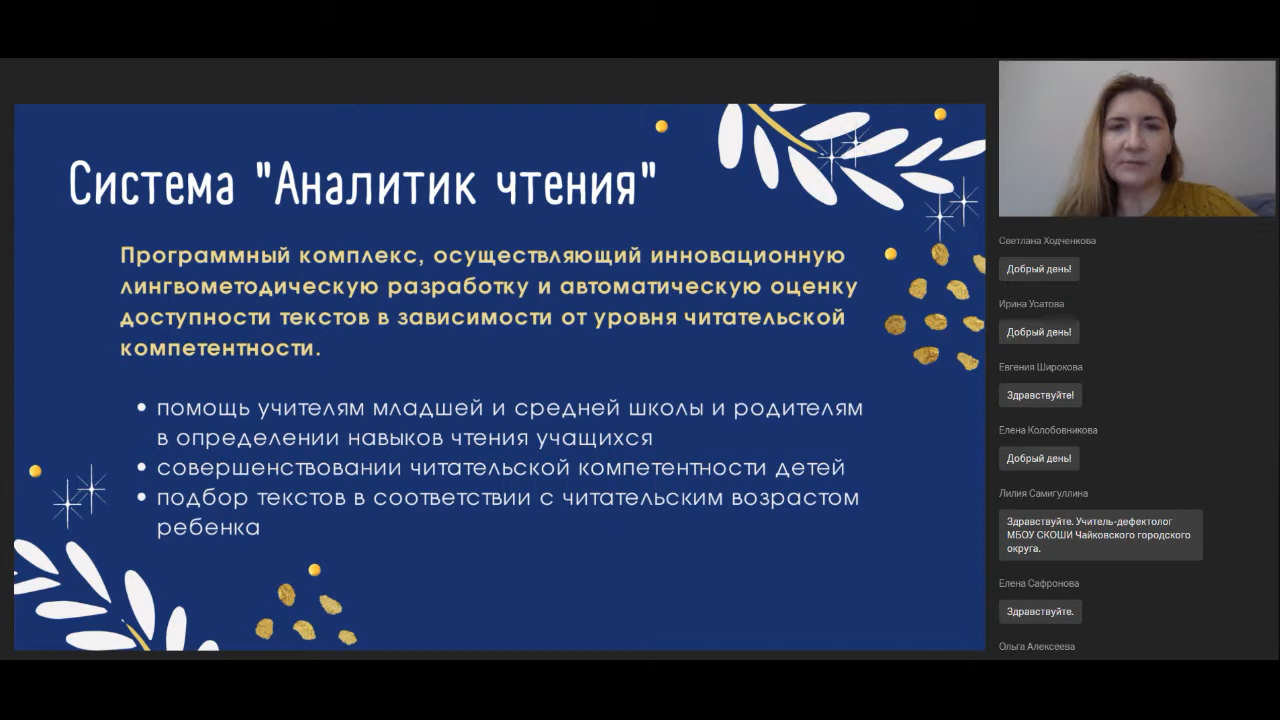 Система "Аналитик чтения"
Программный комплекс, осуществляющий инновационную
лингвометодическую разработку и автоматическую оценку
доступности текстов в зависимости от уровня читательской
компетентности.
• помощь учителям младшей и средней школы и родителям
в определении навыков чтения учащихся
• совершенствовании читательской компетентности детей
• подбор текстов в соответствии с читательским возрастом
ребенка
Светлана Ходченкова
Добрый день!
Ирина Усатова
Добрый день!
Евгения Широкова
Здравствуйте!
Елена Колобовникова
Добрый день!
Лилия Самигуллина
Здравствуйте. Учитель-дефектолог
МБОУ СКОШИ Чайковского городского
округа.
Елена Сафронова
Здравствуйте.
Ольга Алексеева